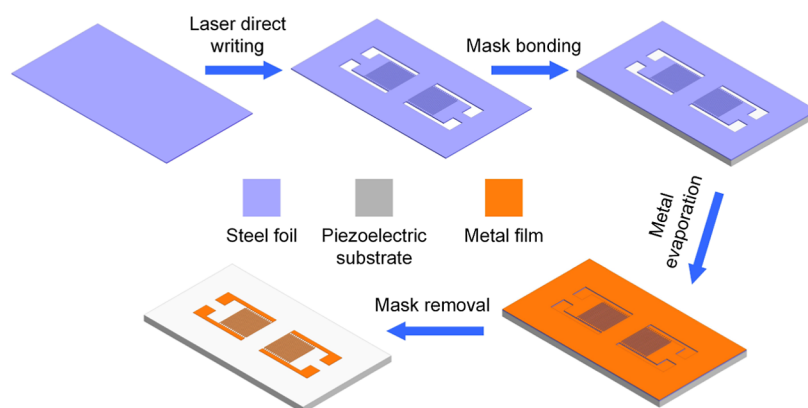 Laser direct
writing
Mask bonding
Metal
evaporation
Steel foil
Piezoelectric
substrate
Metal film
Mask removal